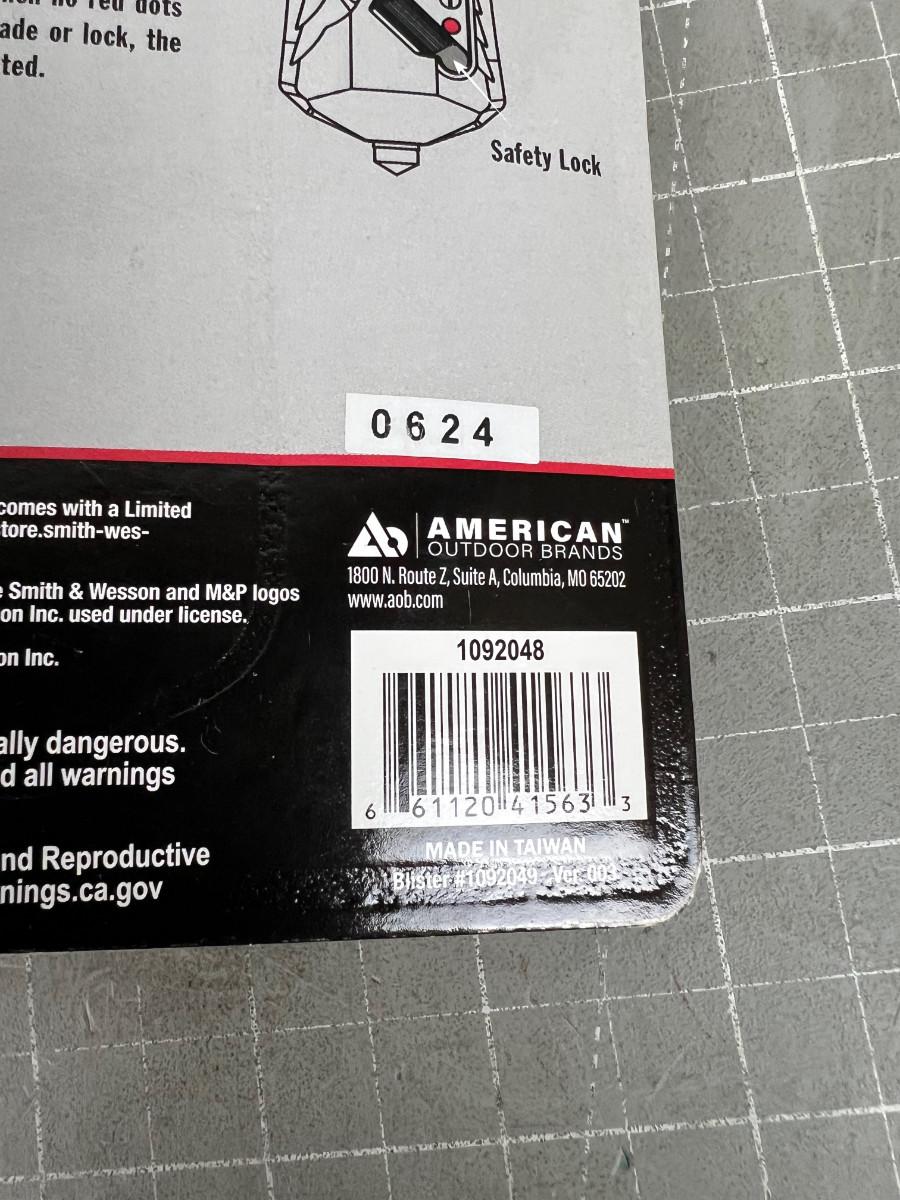 no red dots
ade or lock, the
ted.
Safety Lock
0624
comes with a Limited
tore.smith-wes-
Smith & Wesson and M&P logos
on Inc. used under license.
on Inc.
ally dangerous.
d all warnings
nd Reproductive
nings.ca.gov
AMERICAN™
OUTDOOR BRANDS
1800 N. Route Z, Suite A, Columbia, MO 65202
www.aob.com
1092048
6 61120 41563 3
MADE IN TAIWAN
Blister #1092049 Ver. 003